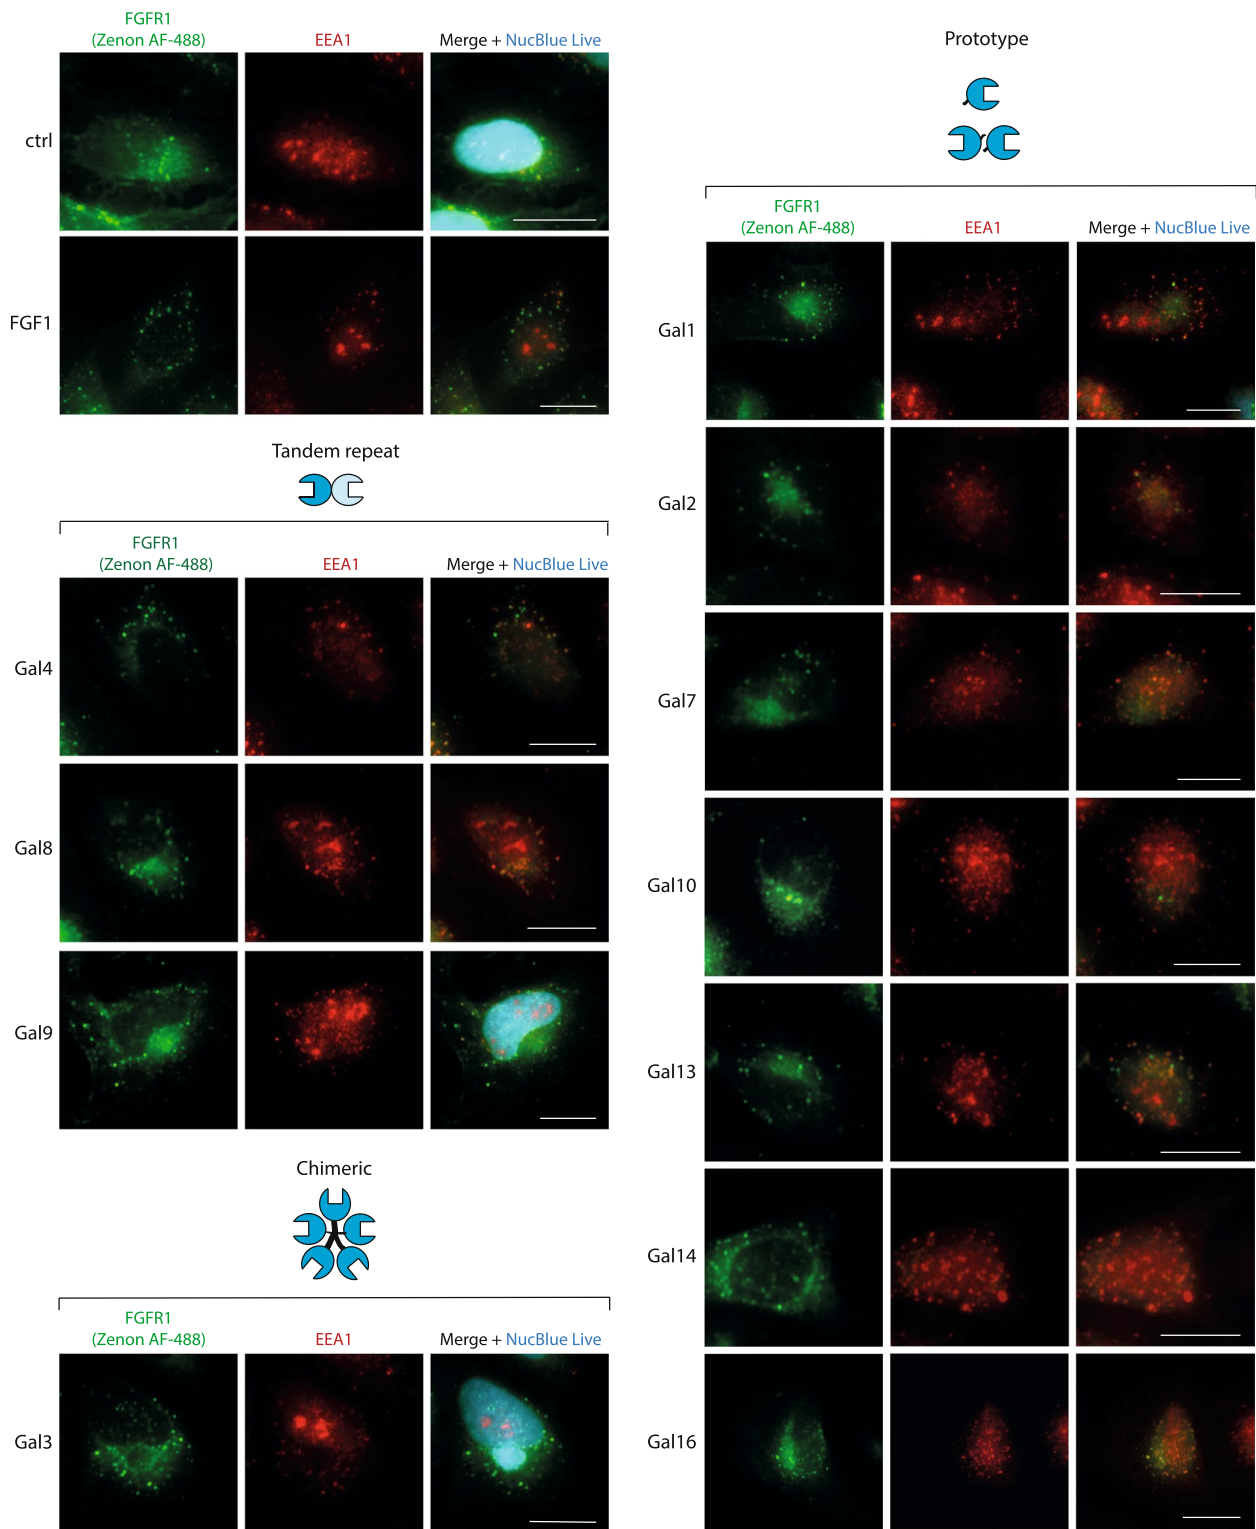 FGFR1
(Zenon AF-488)
EEA1
Merge + NucBlue Live
ctrl
FGF1
Tandem repeat
FGFR1
(Zenon AF-488)
EEA1
Merge + NucBlue Live
Gal4
Gal8
Gal9
Chimeric
FGFR1
(Zenon AF-488)
EEA1
Merge + NucBlue Live
Gal3
Prototype
FGFR1
(Zenon AF-488)
EEA1
Merge + NucBlue Live
Gal1
Gal2
Gal7
Gal10
Gal13
Gal14
Gal16